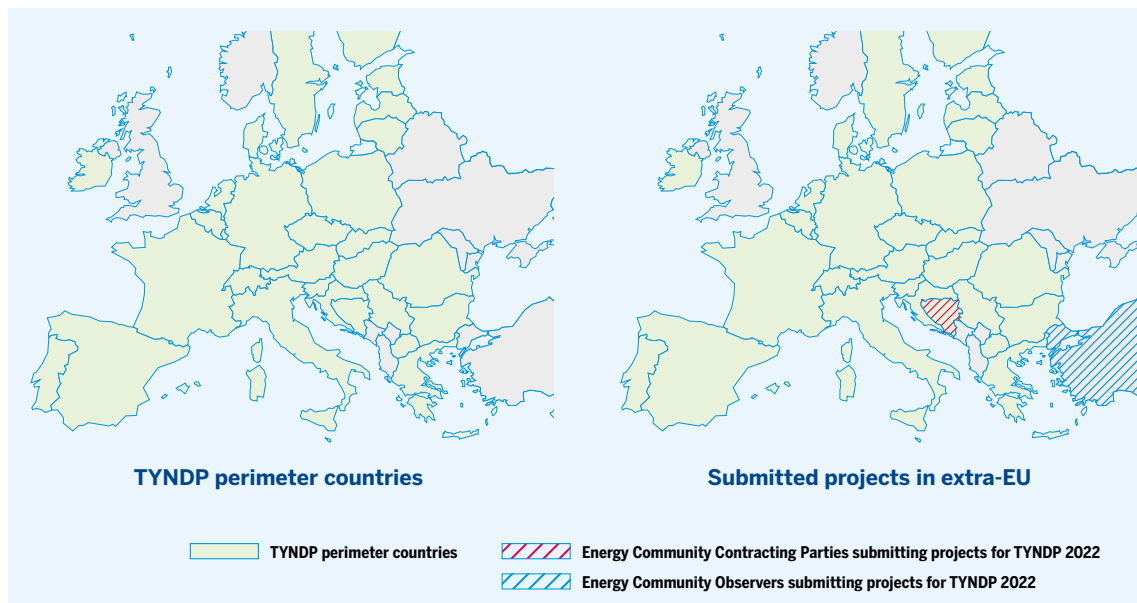 TYNDP perimeter countries
Submitted projects in extra-EU
TYNDP perimeter countries
Energy Community Contracting Parties submitting projects for TYNDP 2022
Energy Community Observers submitting projects for TYNDP 2022